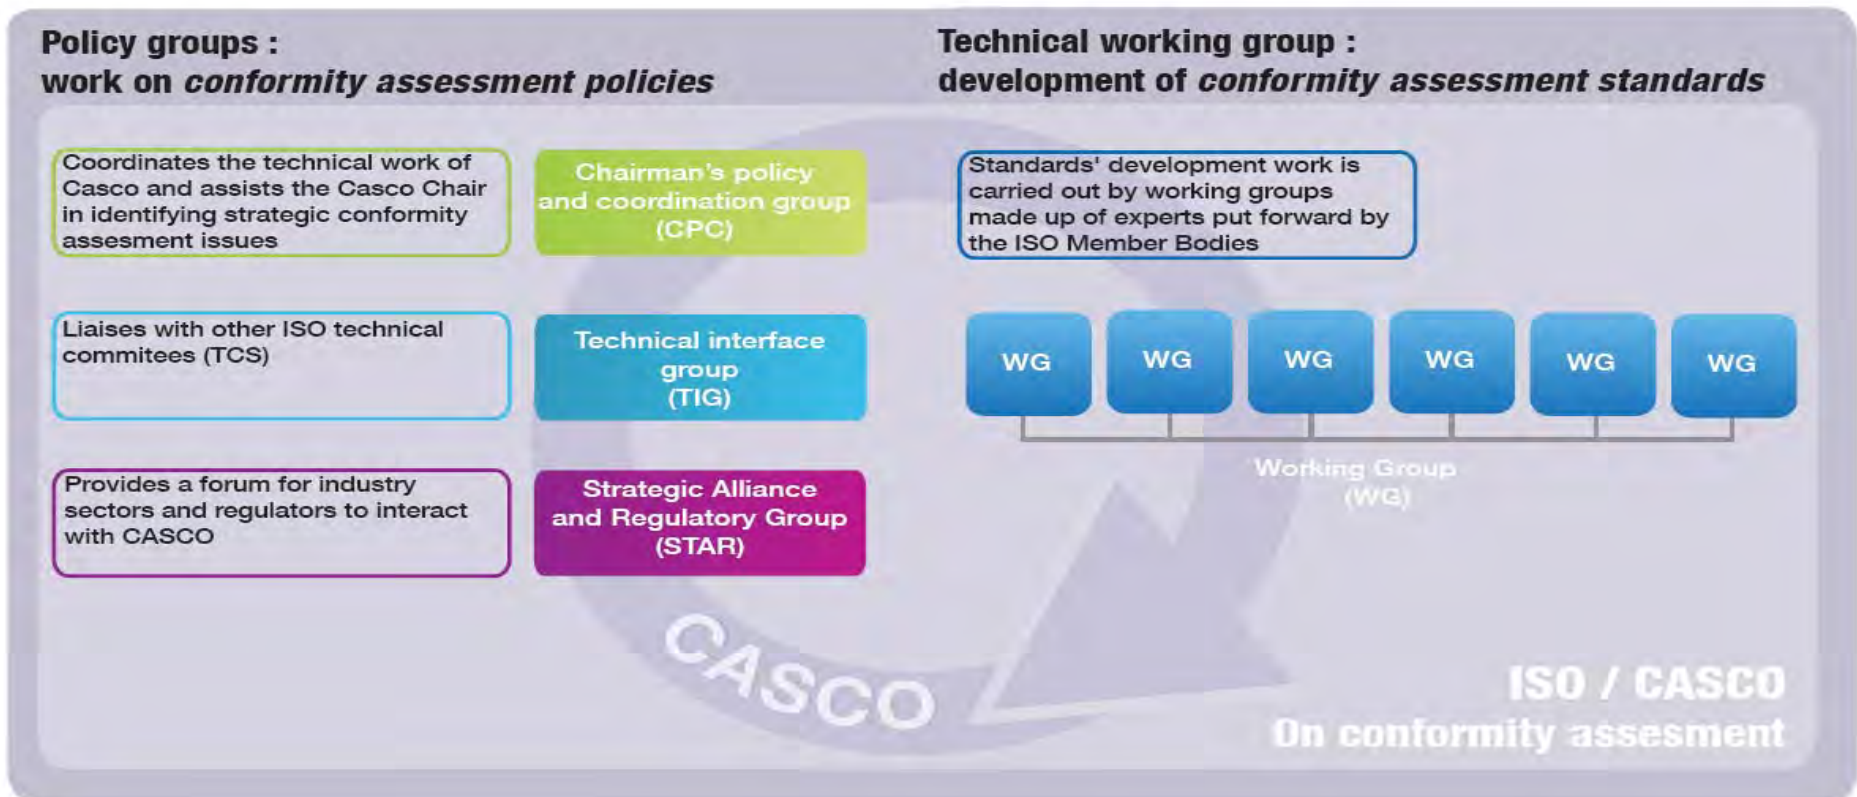 Policy groups :
work on conformity assessment policies
Coordinates the technical work of
Casco and assists the Casco Chair
in identifying strategic conformity
assesment issues
Chairman's policy
and coordination group
(CPC)
Liaises with other ISO technical
commitees (TCS)
Technical interface
group
(TIG)
Provides a forum for industry
sectors and regulators to interact
with CASCO
Strategic Alliance
and Regulatory Group
(STAR)
Technical working group :
development of conformity assessment standards
Standards' development work is
carried out by working groups
made up of experts put forward by
the ISO Member Bodies
WG WG WG WG WG WG
Working Group
(WG)
CASCO
ISO / CASCO
On conformity assesment